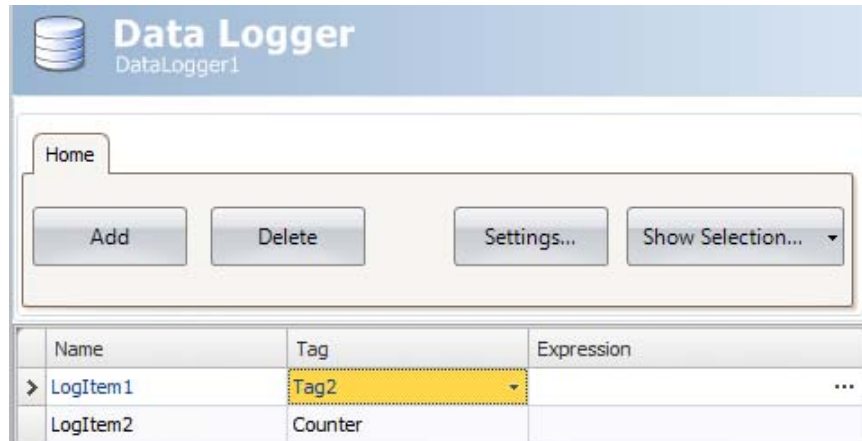 Data Logger
DataLogger1
Home
Add Delete Settings... Show Selection...
Name Tag Expression
LogItem1 Tag2 ...
LogItem2 Counter